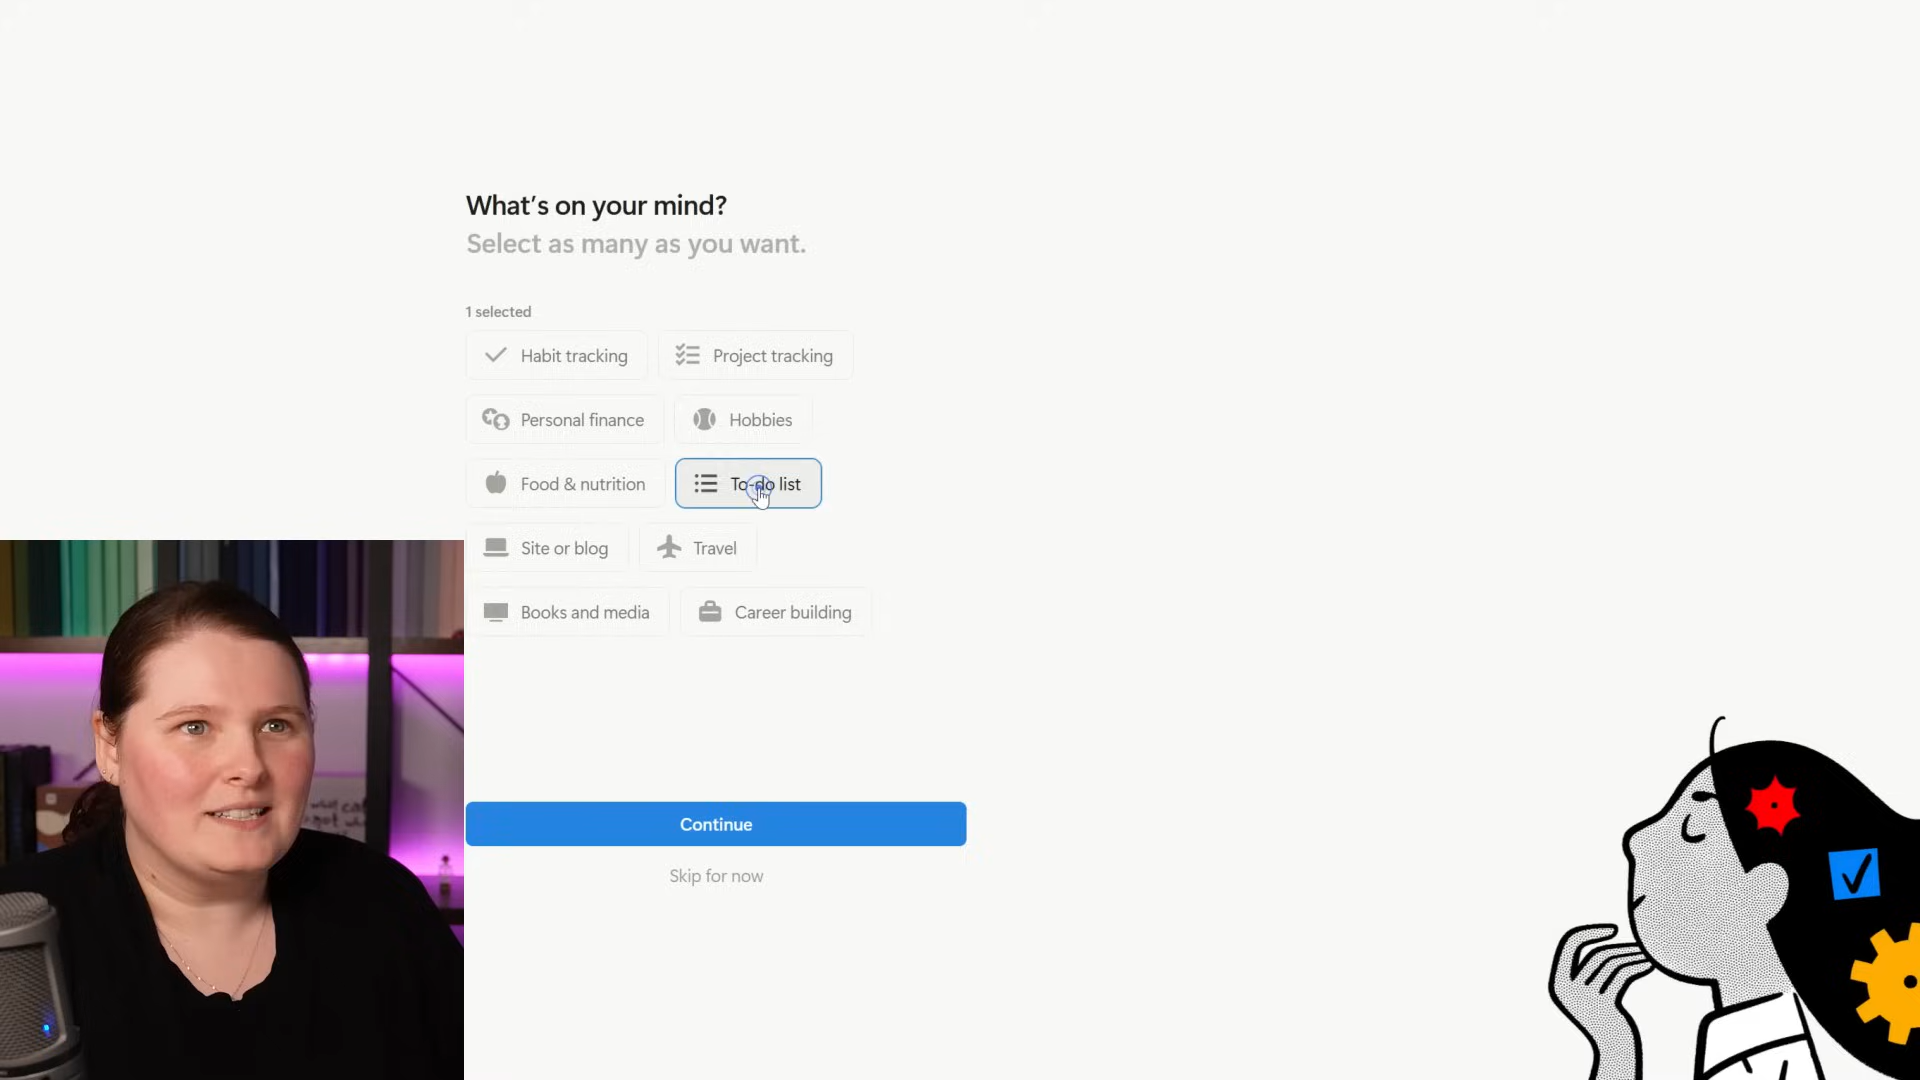 What's on your mind?
Select as many as you want.
1 selected
Habit tracking
Project tracking
Personal finance
Hobbies
Food & nutrition
To-do list
Site or blog
Travel
Books and media
Career building
Continue
Skip for now